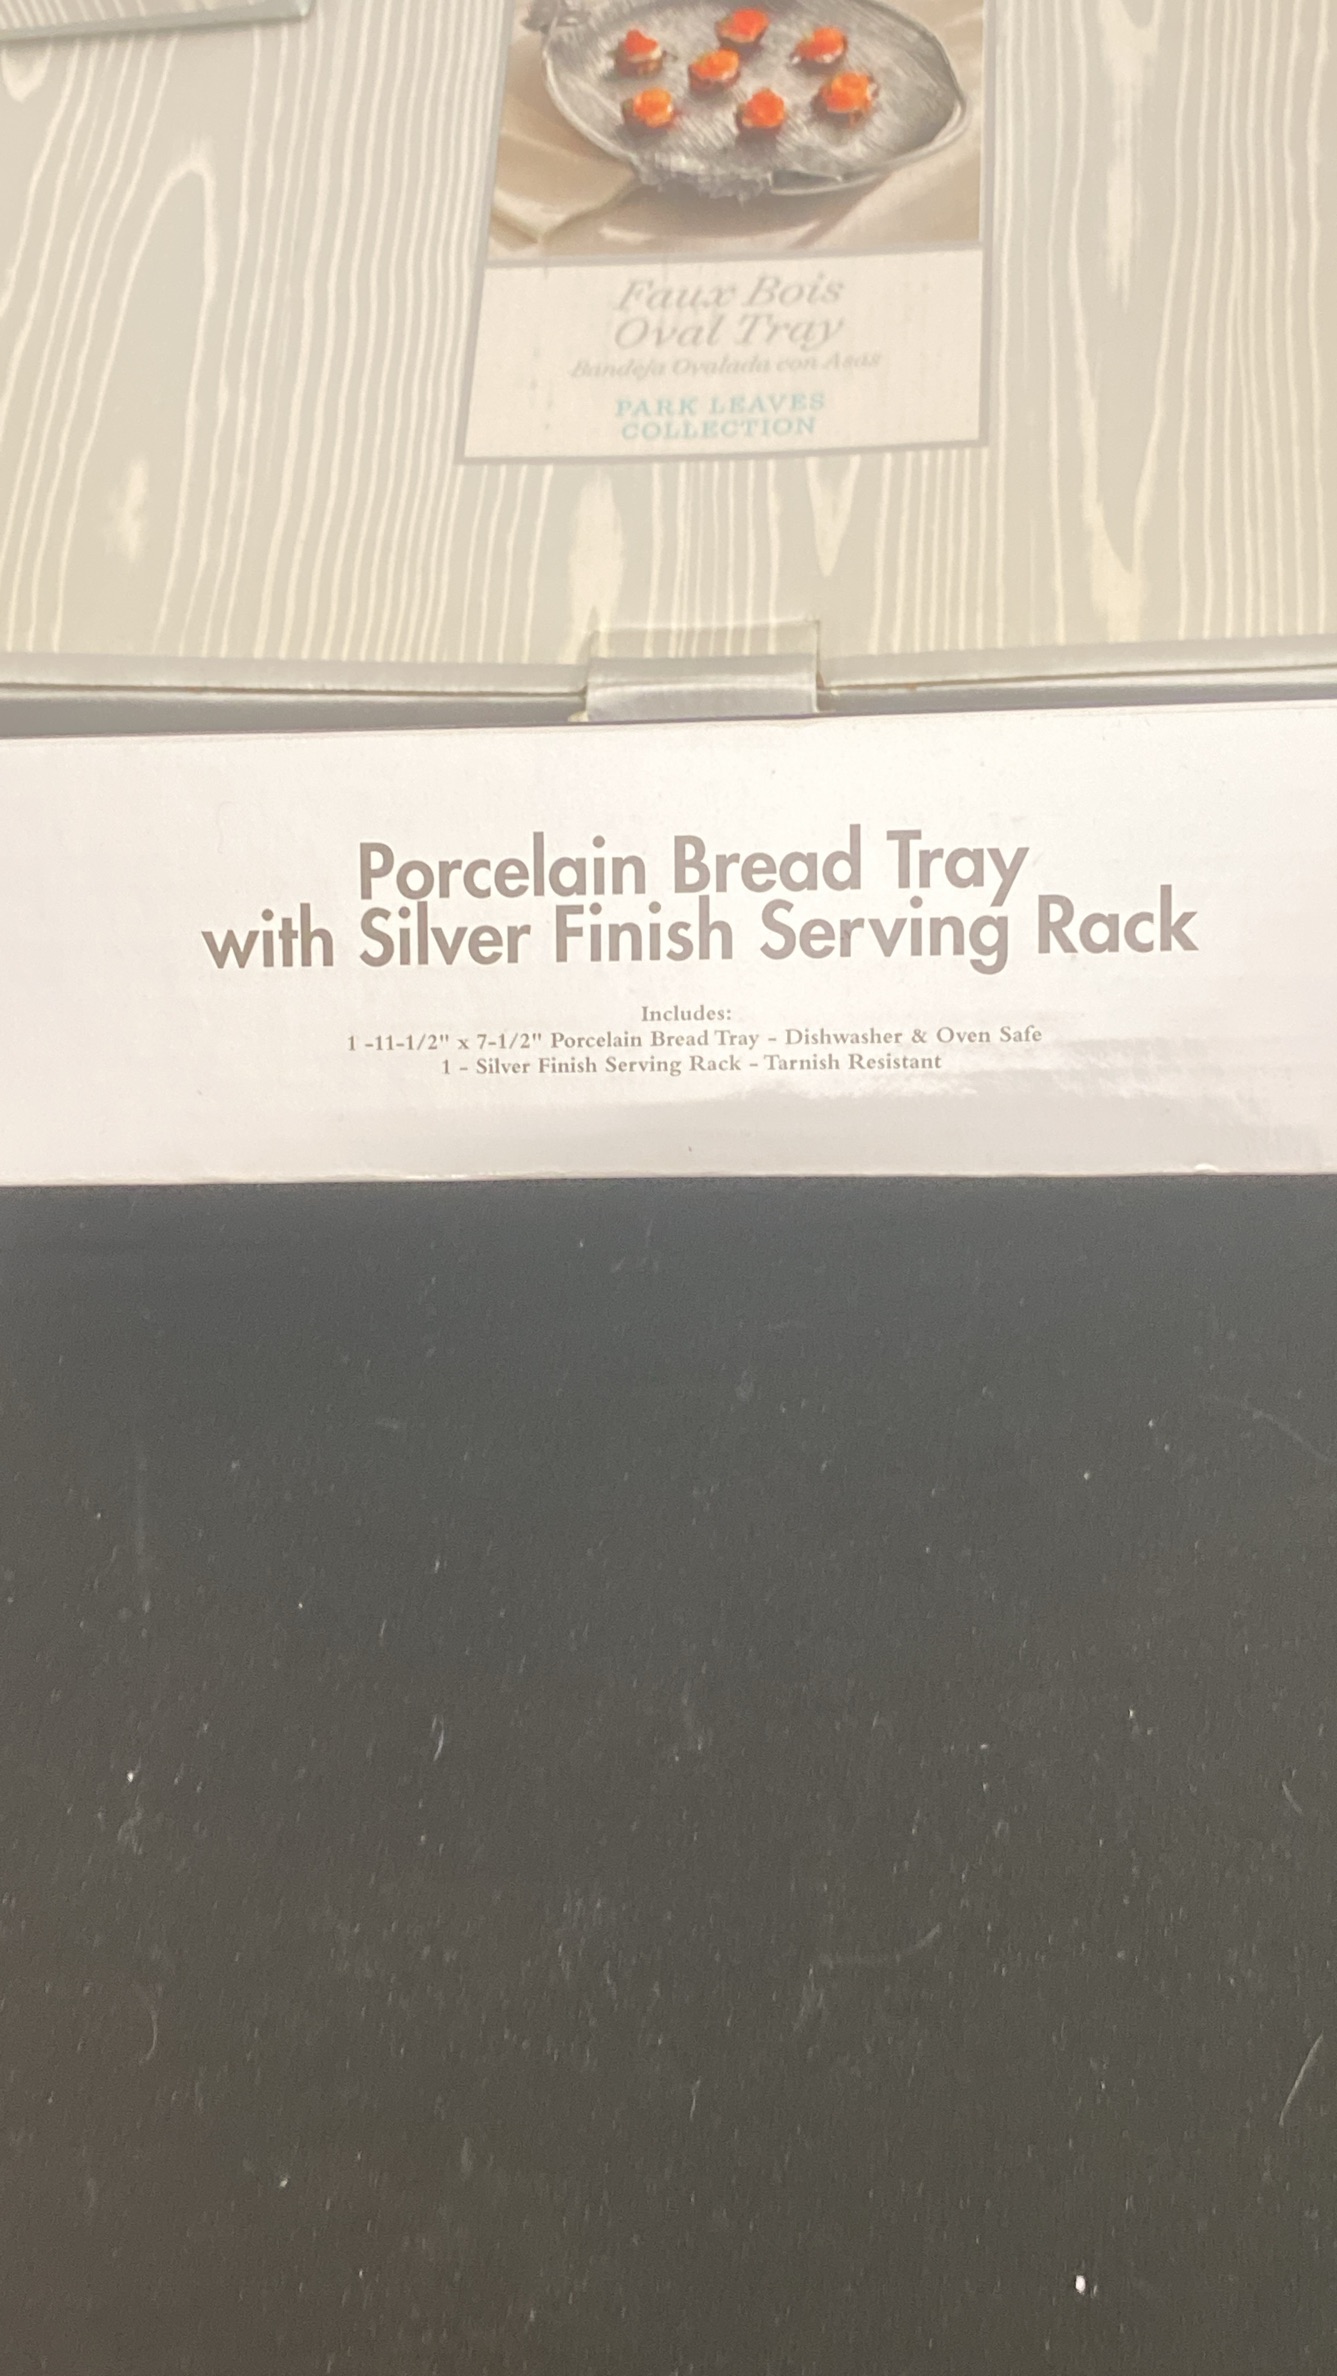 Faux Bois
Oval Tray
Bandeja Ovalada con Asas
PARK LEAVES
COLLECTION
Porcelain Bread Tray
with Silver Finish Serving Rack
Includes:
1 -11-1/2" x 7-1/2" Porcelain Bread Tray - Dishwasher & Oven Safe
1 - Silver Finish Serving Rack - Tarnish Resistant